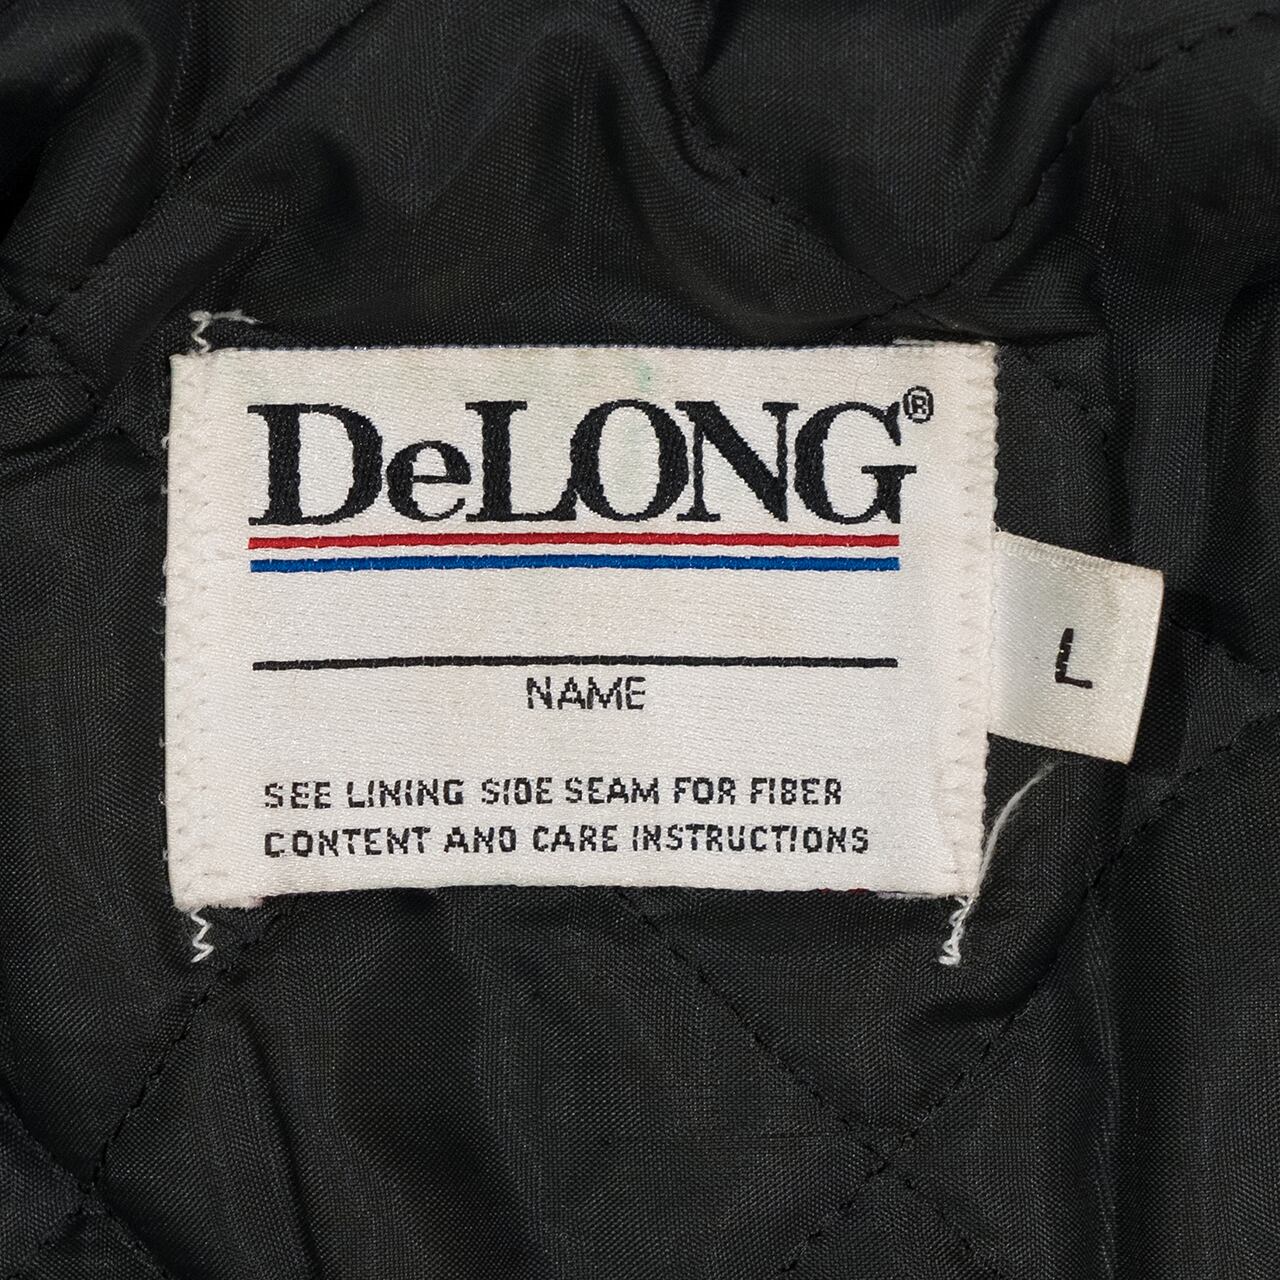 DeLONG®
NAME
SEE LINING SIDE SEAM FOR FIBER
CONTENT AND CARE INSTRUCTIONS
L